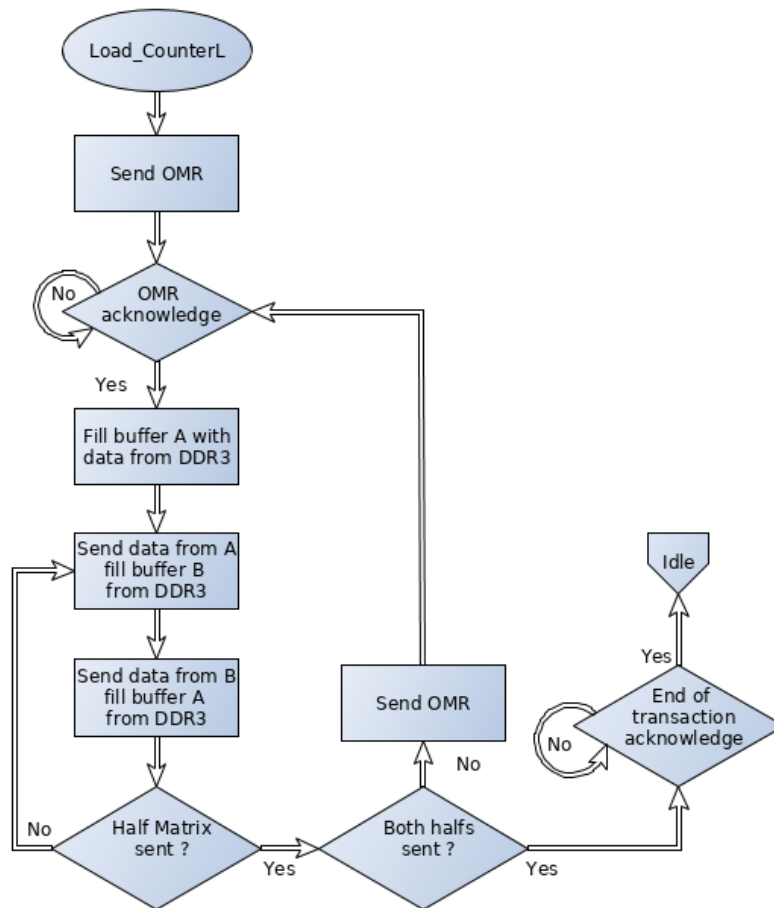 Load_CounterL
Send OMR
No
OMR
acknowledge
Yes
Fill buffer A with
data from DDR3
Send data from A
fill buffer B
from DDR3
Send data from B
fill buffer A
from DDR3
No
Half Matrix
sent ?
Yes
Send OMR
No
Both halfs
sent ?
Yes
Idle
Yes
No
End of
transaction
acknowledge